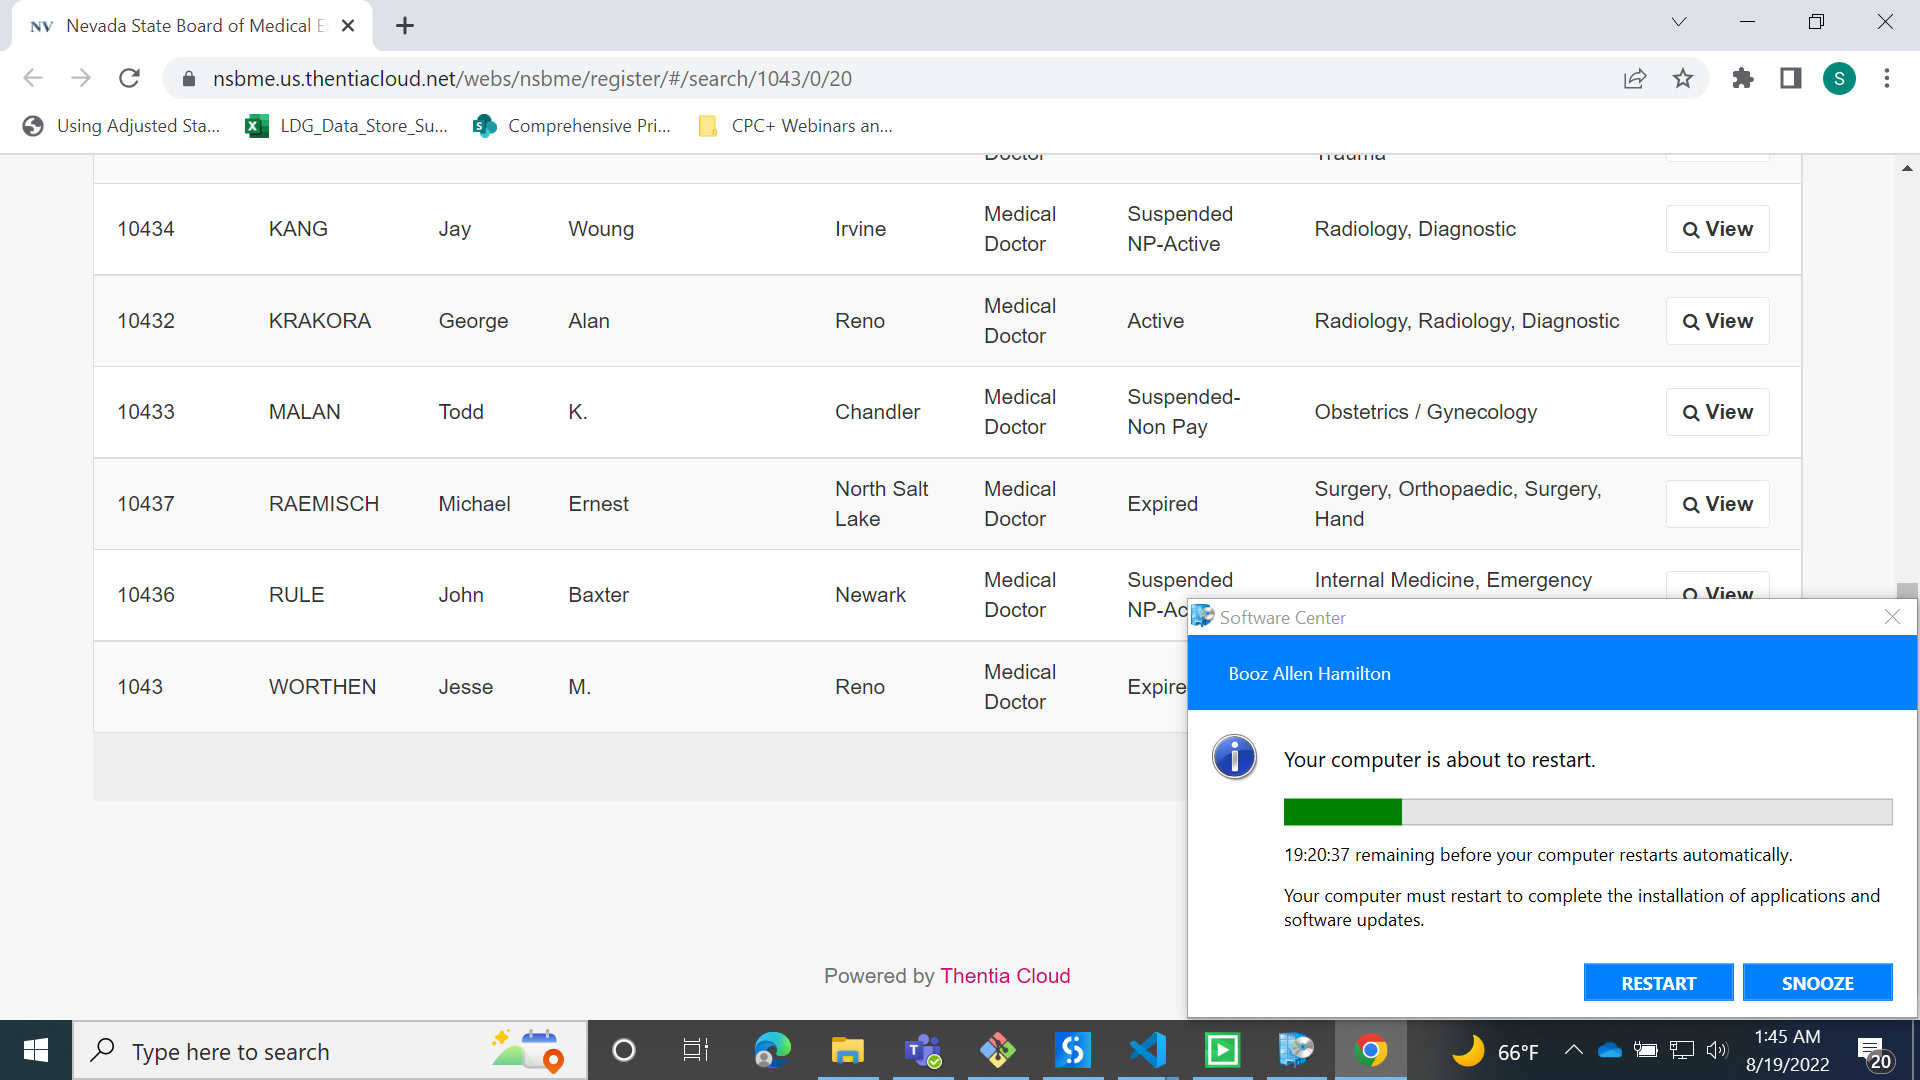 NV Nevada State Board of Medical E
nsbme.us.thentiacloud.net/webs/nsbme/register/#/search/1043/0/20
S
Using Adjusted Sta...
LDG_Data_Store_Su...
Comprehensive Pri...
CPC+ Webinars an...
Doctor Trauma
10434 KANG Jay Woung Irvine Medical Doctor Suspended NP-Active Radiology, Diagnostic View
10432 KRAKORA George Alan Reno Medical Doctor Active Radiology, Radiology, Diagnostic View
10433 MALAN Todd K. Chandler Medical Doctor Suspended-Non Pay Obstetrics / Gynecology View
10437 RAEMISCH Michael Ernest North Salt Lake Medical Doctor Expired Surgery, Orthopaedic, Surgery, Hand View
10436 RULE John Baxter Newark Medical Doctor Suspended NP-Ac Internal Medicine, Emergency View
1043 WORTHEN Jesse M. Reno Medical Doctor Expire
Powered by Thentia Cloud
Software Center
Booz Allen Hamilton
Your computer is about to restart.
19:20:37 remaining before your computer restarts automatically.
Your computer must restart to complete the installation of applications and
software updates.
RESTART SNOOZE
Type here to search
66°F
1:45 AM
8/19/2022
20